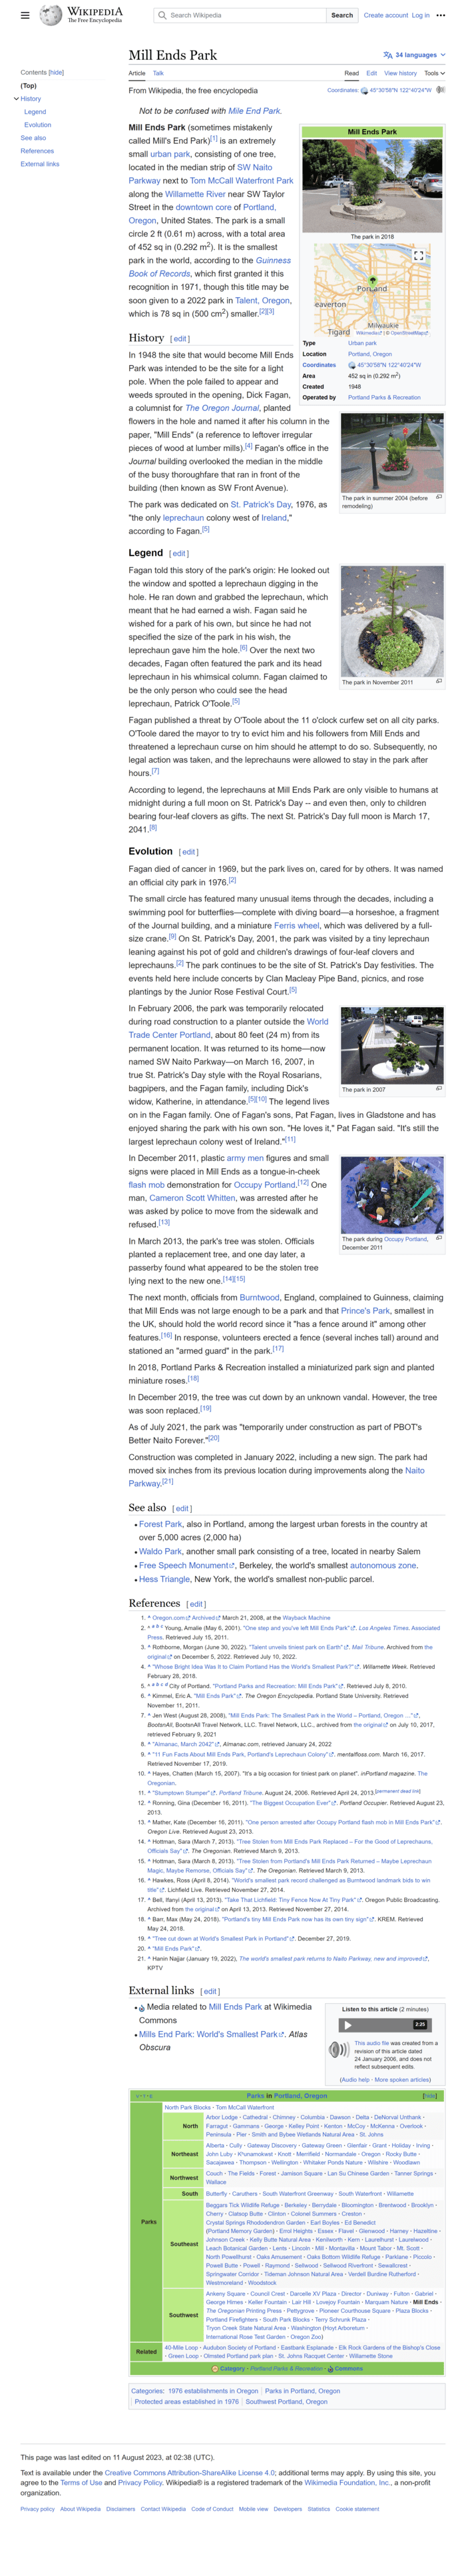 WIKIPEDIA
The Free Encyclopedia
Search Wikipedia
Search
Create account Log in
Contents [hide]
(Top)
History
Legend
Evolution
See also
References
External links
Mill Ends Park
34 languages
Article Talk
Read Edit View history Tools
From Wikipedia, the free encyclopedia
Coordinates: 45°30′58″N 122°40′24″W
Not to be confused with Mile End Park.
Mill Ends Park (sometimes mistakenly
called Mill's End Park)[1] is an extremely
small urban park, consisting of one tree,
located in the median strip of SW Naito
Parkway next to Tom McCall Waterfront Park
along the Willamette River near SW Taylor
Street in the downtown core of Portland,
Oregon, United States. The park is a small
circle 2 ft (0.61 m) across, with a total area
of 452 sq in (0.292 m2). It is the smallest
park in the world, according to the Guinness
Book of Records, which first granted it this
recognition in 1971, though this title may be
soon given to a 2022 park in Talent, Oregon,
which is 78 sq in (500 cm2) smaller.[2][3]
Mill Ends Park
The park in 2018
Portland
eaverton
Milwaukie
Tigard
Wikimedia | © OpenStreetMap
Type Urban park
Location Portland, Oregon
Coordinates 45°30′58″N 122°40′24″W
Area 452 sq in (0.292 m2)
Created 1948
Operated by Portland Parks & Recreation
History [ edit ]
In 1948 the site that would become Mill Ends
Park was intended to be the site for a light
pole. When the pole failed to appear and
weeds sprouted in the opening, Dick Fagan,
a columnist for The Oregon Journal, planted
flowers in the hole and named it after his column in the
paper, "Mill Ends" (a reference to leftover irregular
pieces of wood at lumber mills).[4] Fagan's office in the
Journal building overlooked the median in the middle
of the busy thoroughfare that ran in front of the
building (then known as SW Front Avenue).
The park was dedicated on St. Patrick's Day, 1976, as
"the only leprechaun colony west of Ireland,"
according to Fagan.[5]
The park in summer 2004 (before
remodeling)
Legend [ edit ]
Fagan told this story of the park's origin: He looked out
the window and spotted a leprechaun digging in the
hole. He ran down and grabbed the leprechaun, which
meant that he had earned a wish. Fagan said he
wished for a park of his own, but since he had not
specified the size of the park in his wish, the
leprechaun gave him the hole.[6] Over the next two
decades, Fagan often featured the park and its head
leprechaun in his whimsical column. Fagan claimed to
be the only person who could see the head
leprechaun, Patrick O'Toole.[5]
The park in November 2011
Fagan published a threat by O'Toole about the 11 o'clock curfew set on all city parks.
O'Toole dared the mayor to try to evict him and his followers from Mill Ends and
threatened a leprechaun curse on him should he attempt to do so. Subsequently, no
legal action was taken, and the leprechauns were allowed to stay in the park after
hours.[7]
According to legend, the leprechauns at Mill Ends Park are only visible to humans at
midnight during a full moon on St. Patrick's Day -- and even then, only to children
bearing four-leaf clovers as gifts. The next St. Patrick's Day full moon is March 17,
2041.[8]
Evolution [ edit ]
Fagan died of cancer in 1969, but the park lives on, cared for by others. It was named
an official city park in 1976.[2]
The small circle has featured many unusual items through the decades, including a
swimming pool for butterflies—complete with diving board—a horseshoe, a fragment
of the Journal building, and a miniature Ferris wheel, which was delivered by a full-
size crane.[9] On St. Patrick's Day, 2001, the park was visited by a tiny leprechaun
leaning against his pot of gold and children's drawings of four-leaf clovers and
leprechauns.[2] The park continues to be the site of St. Patrick's Day festivities. The
events held here include concerts by Clan Macleay Pipe Band, picnics, and rose
plantings by the Junior Rose Festival Court.[5]
In February 2006, the park was temporarily relocated
during road construction to a planter outside the World
Trade Center Portland, about 80 feet (24 m) from its
permanent location. It was returned to its home—now
named SW Naito Parkway—on March 16, 2007, in
true St. Patrick's Day style with the Royal Rosarians,
bagpipers, and the Fagan family, including Dick's
widow, Katherine, in attendance.[5][10] The legend lives
on in the Fagan family. One of Fagan's sons, Pat Fagan, lives in Gladstone and has
enjoyed sharing the park with his own son. "He loves it," Pat Fagan said. "It's still the
largest leprechaun colony west of Ireland."[11]
The park in 2007
In December 2011, plastic army men figures and small
signs were placed in Mill Ends as a tongue-in-cheek
flash mob demonstration for Occupy Portland.[12] One
man, Cameron Scott Whitten, was arrested after he
was asked by police to move from the sidewalk and
refused.[13]
The park during Occupy Portland,
December 2011
In March 2013, the park's tree was stolen. Officials
planted a replacement tree, and one day later, a
passerby found what appeared to be the stolen tree
lying next to the new one.[14][15]
The next month, officials from Burntwood, England, complained to Guinness, claiming
that Mill Ends was not large enough to be a park and that Prince's Park, smallest in
the UK, should hold the world record since it "has a fence around it" among other
features.[16] In response, volunteers erected a fence (several inches tall) around and
stationed an "armed guard" in the park.[17]
In 2018, Portland Parks & Recreation installed a miniaturized park sign and planted
miniature roses.[18]
In December 2019, the tree was cut down by an unknown vandal. However, the tree
was soon replaced.[19]
As of July 2021, the park was "temporarily under construction as part of PBOT's
Better Naito Forever."[20]
Construction was completed in January 2022, including a new sign. The park had
moved six inches from its previous location during improvements along the Naito
Parkway.[21]
See also [ edit ]
Forest Park, also in Portland, among the largest urban forests in the country at
over 5,000 acres (2,000 ha)
Waldo Park, another small park consisting of a tree, located in nearby Salem
Free Speech Monument, Berkeley, the world's smallest autonomous zone.
Hess Triangle, New York, the world's smallest non-public parcel.
References [ edit ]
1. ^ Oregon.com Archived March 21, 2008, at the Wayback Machine
2. ^ a b c Young, Amalie (May 6, 2001). "One step and you've left Mill Ends Park". Los Angeles Times. Associated
Press. Retrieved July 15, 2011.
3. ^ Rothborne, Morgan (June 30, 2022). "Talent unveils tiniest park on Earth". Mail Tribune. Archived from the
original on December 5, 2022. Retrieved July 10, 2022.
4. ^ "Whose Bright Idea Was It to Claim Portland Has the World's Smallest Park?". Willamette Week. Retrieved
February 28, 2018.
5. ^ a b c d City of Portland. "Portland Parks and Recreation: Mill Ends Park". Retrieved July 8, 2010.
6. ^ Kimmel, Eric A. "Mill Ends Park". The Oregon Encyclopedia. Portland State University. Retrieved
November 11, 2011.
7. ^ Jen West (August 28, 2008), "Mill Ends Park: The Smallest Park in the World – Portland, Oregon ...",
BootsnAll, BootsnAll Travel Network, LLC. Travel Network, LLC., archived from the original on July 10, 2017,
retrieved February 9, 2021
8. ^ "Almanac, March 2042", Almanac.com, retrieved January 24, 2022
9. ^ "11 Fun Facts About Mill Ends Park, Portland's Leprechaun Colony". mentalfloss.com. March 16, 2017.
Retrieved November 17, 2019.
10. ^ Hayes, Chatten (March 15, 2007). "It's a big occasion for tiniest park on planet". inPortland magazine. The
Oregonian.
11. ^ "Stumptown Stumper". Portland Tribune. August 24, 2006. Retrieved April 24, 2013.[permanent dead link]
12. ^ Ronning, Gina (December 16, 2011). "The Biggest Occupation Ever". Portland Occupier. Retrieved August 23,
2013.
13. ^ Mather, Kate (December 16, 2011). "One person arrested after Occupy Portland flash mob in Mill Ends Park".
Oregon Live. Retrieved August 23, 2013.
14. ^ Hottman, Sara (March 7, 2013). "Tree Stolen from Mill Ends Park Replaced – For the Good of Leprechauns,
Officials Say". The Oregonian. Retrieved March 9, 2013.
15. ^ Hottman, Sara (March 8, 2013). "Tree Stolen from Portland's Mill Ends Park Returned – Maybe Leprechaun
Magic, Maybe Remorse, Officials Say". The Oregonian. Retrieved March 9, 2013.
16. ^ Hawkes, Ross (April 8, 2014). "World's smallest park record challenged as Burntwood landmark bids to win
title". Lichfield Live. Retrieved November 27, 2014.
17. ^ Bell, Ifanyi (April 13, 2013). "Take That Lichfield: Tiny Fence Now At Tiny Park". Oregon Public Broadcasting.
Archived from the original on April 13, 2013. Retrieved November 27, 2014.
18. ^ Barr, Max (May 24, 2018). "Portland's tiny Mill Ends Park now has its own tiny sign". KREM. Retrieved
May 24, 2018.
19. ^ "Tree cut down at World's Smallest Park in Portland". December 27, 2019.
20. ^ "Mill Ends Park".
21. ^ Hanin Najjar (January 19, 2022), The world's smallest park returns to Naito Parkway, new and improved,
KPTV
External links [ edit ]
Media related to Mill Ends Park at Wikimedia
Commons
Mills End Park: World's Smallest Park. Atlas
Obscura
Listen to this article (2 minutes)
2:25
This audio file was created from a
revision of this article dated
24 January 2006, and does not
reflect subsequent edits.
(Audio help · More spoken articles)
V·T·E Parks in Portland, Oregon [hide]
Parks
North Park Blocks · Tom McCall Waterfront
North
Arbor Lodge · Cathedral · Chimney · Columbia · Dawson · Delta · DeNorval Unthank ·
Farragut · Gammans · George · Kelley Point · Kenton · McCoy · McKenna · Overlook ·
Peninsula · Pier · Smith and Bybee Wetlands Natural Area · St. Johns
Northeast
Alberta · Cully · Gateway Discovery · Gateway Green · Glenfair · Grant · Holladay · Irving ·
John Luby · Khunamokwst · Knott · Merrifield · Normandale · Oregon · Rocky Butte ·
Sacajawea · Thompson · Wellington · Whitaker Ponds Nature · Wilshire · Woodlawn
Northwest
Couch · The Fields · Forest · Jamison Square · Lan Su Chinese Garden · Tanner Springs ·
Wallace
South
Butterfly · Caruthers · South Waterfront Greenway · South Waterfront · Willamette
Southeast
Beggars Tick Wildlife Refuge · Berkeley · Berrydale · Bloomington · Brentwood · Brooklyn ·
Cherry · Clatsop Butte · Clinton · Colonel Summers · Creston ·
Crystal Springs Rhododendron Garden · Earl Boyles · Ed Benedict
(Portland Memory Garden) · Errol Heights · Essex · Flavel · Glenwood · Harney · Hazeltine ·
Johnson Creek · Kelly Butte Natural Area · Kenilworth · Kern · Laurelhurst · Laurelwood ·
Leach Botanical Garden · Lents · Lincoln · Mill · Montavilla · Mount Tabor · Mt. Scott ·
North Powellhurst · Oaks Amusement · Oaks Bottom Wildlife Refuge · Parklane · Piccolo ·
Powell Butte · Powell · Raymond · Sellwood · Sellwood Riverfront · Sewallcrest ·
Springwater Corridor · Tideman Johnson Natural Area · Verdell Burdine Rutherford ·
Westmoreland · Woodstock
Southwest
Ankeny Square · Council Crest · Darcelle XV Plaza · Director · Duniway · Fulton · Gabriel ·
George Himes · Keller Fountain · Lair Hill · Lovejoy Fountain · Marquam Nature · Mill Ends ·
The Oregonian Printing Press · Pettygrove · Pioneer Courthouse Square · Plaza Blocks ·
Portland Firefighters · South Park Blocks · Terry Schrunk Plaza ·
Tryon Creek State Natural Area · Washington (Hoyt Arboretum ·
International Rose Test Garden · Oregon Zoo)
Related
40-Mile Loop · Audubon Society of Portland · Eastbank Esplanade · Elk Rock Gardens of the Bishop's Close
· Green Loop · Olmsted Portland park plan · St. Johns Racquet Center · Willamette Stone
Category · Portland Parks & Recreation · Commons
Categories: 1976 establishments in Oregon | Parks in Portland, Oregon
Protected areas established in 1976 | Southwest Portland, Oregon
This page was last edited on 11 August 2023, at 02:38 (UTC).
Text is available under the Creative Commons Attribution-ShareAlike License 4.0; additional terms may apply. By using this site, you
agree to the Terms of Use and Privacy Policy. Wikipedia® is a registered trademark of the Wikimedia Foundation, Inc., a non-profit
organization.
Privacy policy About Wikipedia Disclaimers Contact Wikipedia Code of Conduct Mobile view Developers Statistics Cookie statement